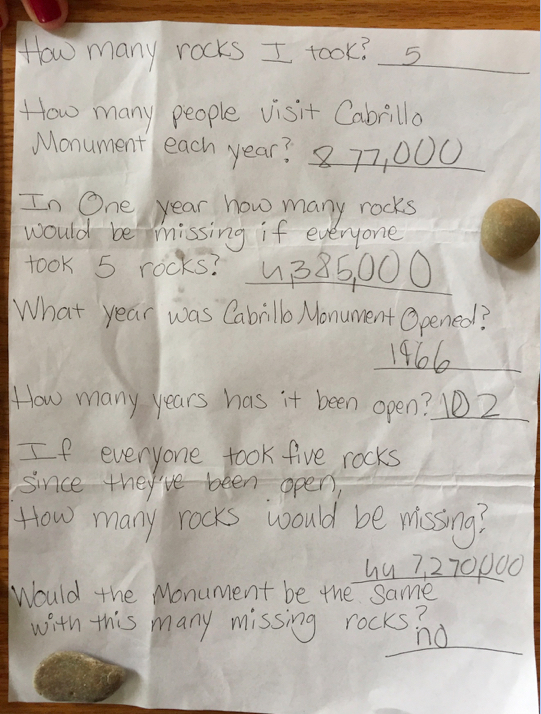 How many rocks I took? 5
How many people visit Cabrillo
Monument each year? 877,000
In One year how many rocks
would be missing if everyone
took 5 rocks? 4,385,000
What year was Cabrillo Monument Opened?
1966
How many years has it been open? 102
If everyone took five rocks
since they've been open,
How many rocks would be missing?
447,270,000
Would the Monument be the same
with this many missing rocks?
no